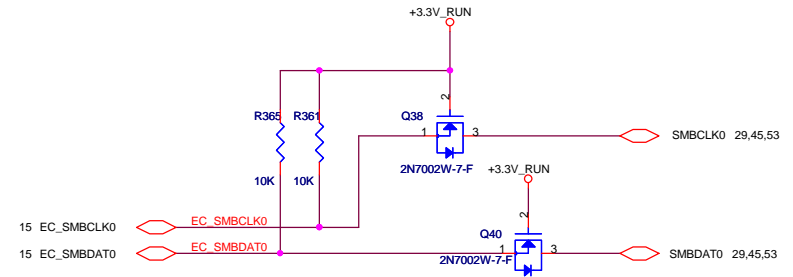 +3.3V_RUN
2
R365 R361 Q38
1 3 SMBCLK0 29,45,53
10K 10K 2N7002W-7-F +3.3V_RUN
2
15 EC_SMBCLK0 EC_SMBCLK0
Q40
15 EC_SMBDAT0 EC_SMBDAT0 1 3 SMBDAT0 29,45,53
2N7002W-7-F